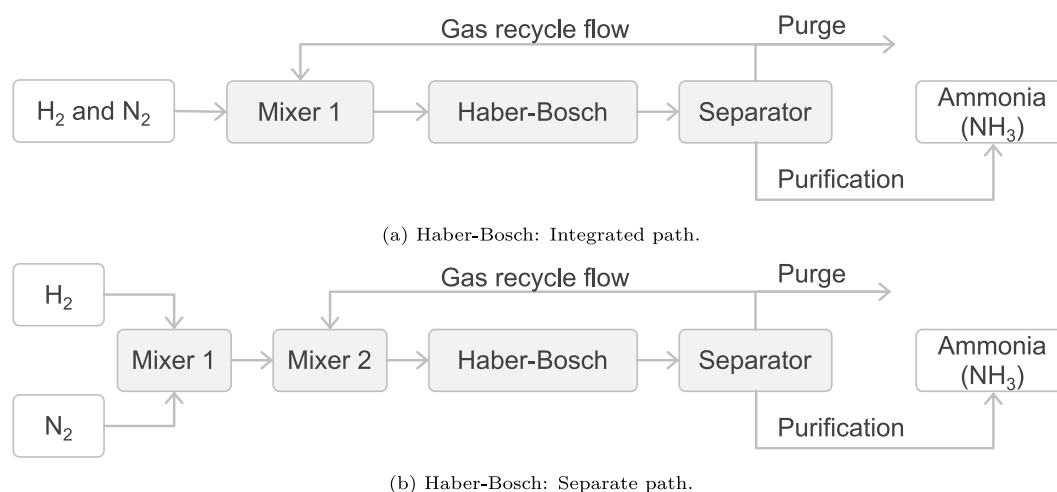 Gas recycle flow
Purge
H₂ and N₂
Mixer 1
Haber-Bosch
Separator
Ammonia
(NH₃)
Purification
(a) Haber-Bosch: Integrated path.
H₂
Gas recycle flow
Purge
Mixer 1
Mixer 2
Haber-Bosch
Separator
Ammonia
(NH₃)
N₂
Purification
(b) Haber-Bosch: Separate path.